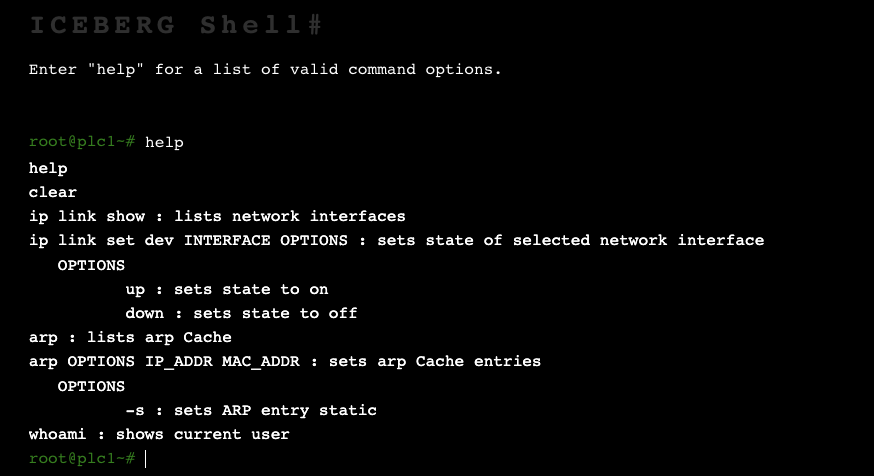 ICEBERG Shell#
Enter "help" for a list of valid command options.
root@plc1~# help
help
clear
ip link show : lists network interfaces
ip link set dev INTERFACE OPTIONS : sets state of selected network interface
OPTIONS
up : sets state to on
down : sets state to off
arp : lists arp Cache
arp OPTIONS IP_ADDR MAC_ADDR : sets arp Cache entries
OPTIONS
-s : sets ARP entry static
whoami : shows current user
root@plc1~#